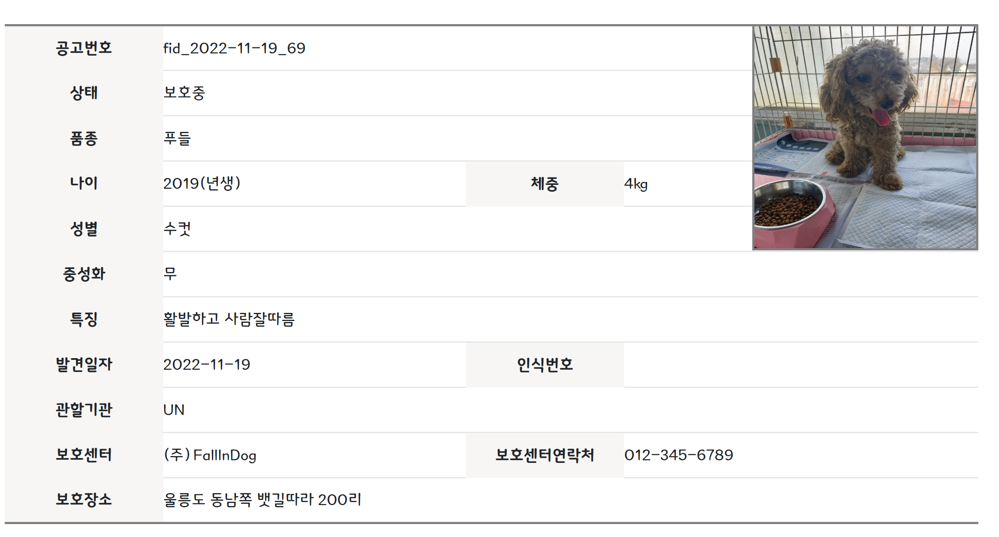 공고번호 fid_2022-11-19_69
상태 보호중
품종 푸들
나이 2019(년생) 체중 4kg
성별 수컷
중성화 무
특징 활발하고 사람잘따름
발견일자 2022-11-19 인식번호
관할기관 UN
보호센터 (주)FallInDog 보호센터연락처 012-345-6789
보호장소 울릉도 동남쪽 뱃길따라 200리